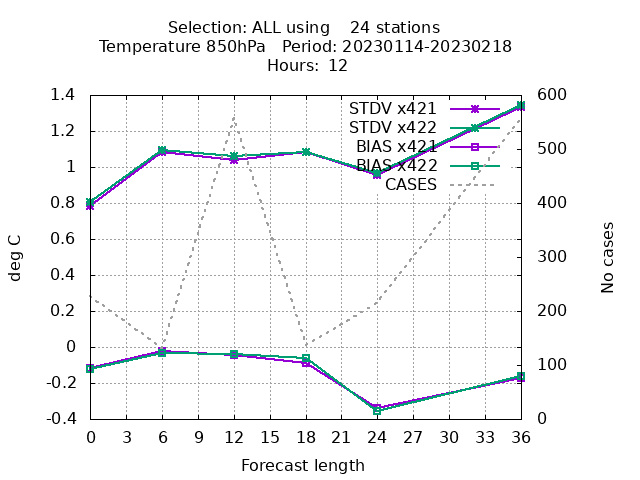 Selection: ALL using    24 stations
Temperature 850hPa   Period: 20230114-20230218
Hours:  12
STDV x421
STDV x422
BIAS x421
BIAS x422
CASES
1.4
1.2
1
0.8
0.6
0.4
0.2
0
-0.2
-0.4
deg C
600
500
400
300
200
100
0
No cases
0 3 6 9 12 15 18 21 24 27 30 33 36
Forecast length